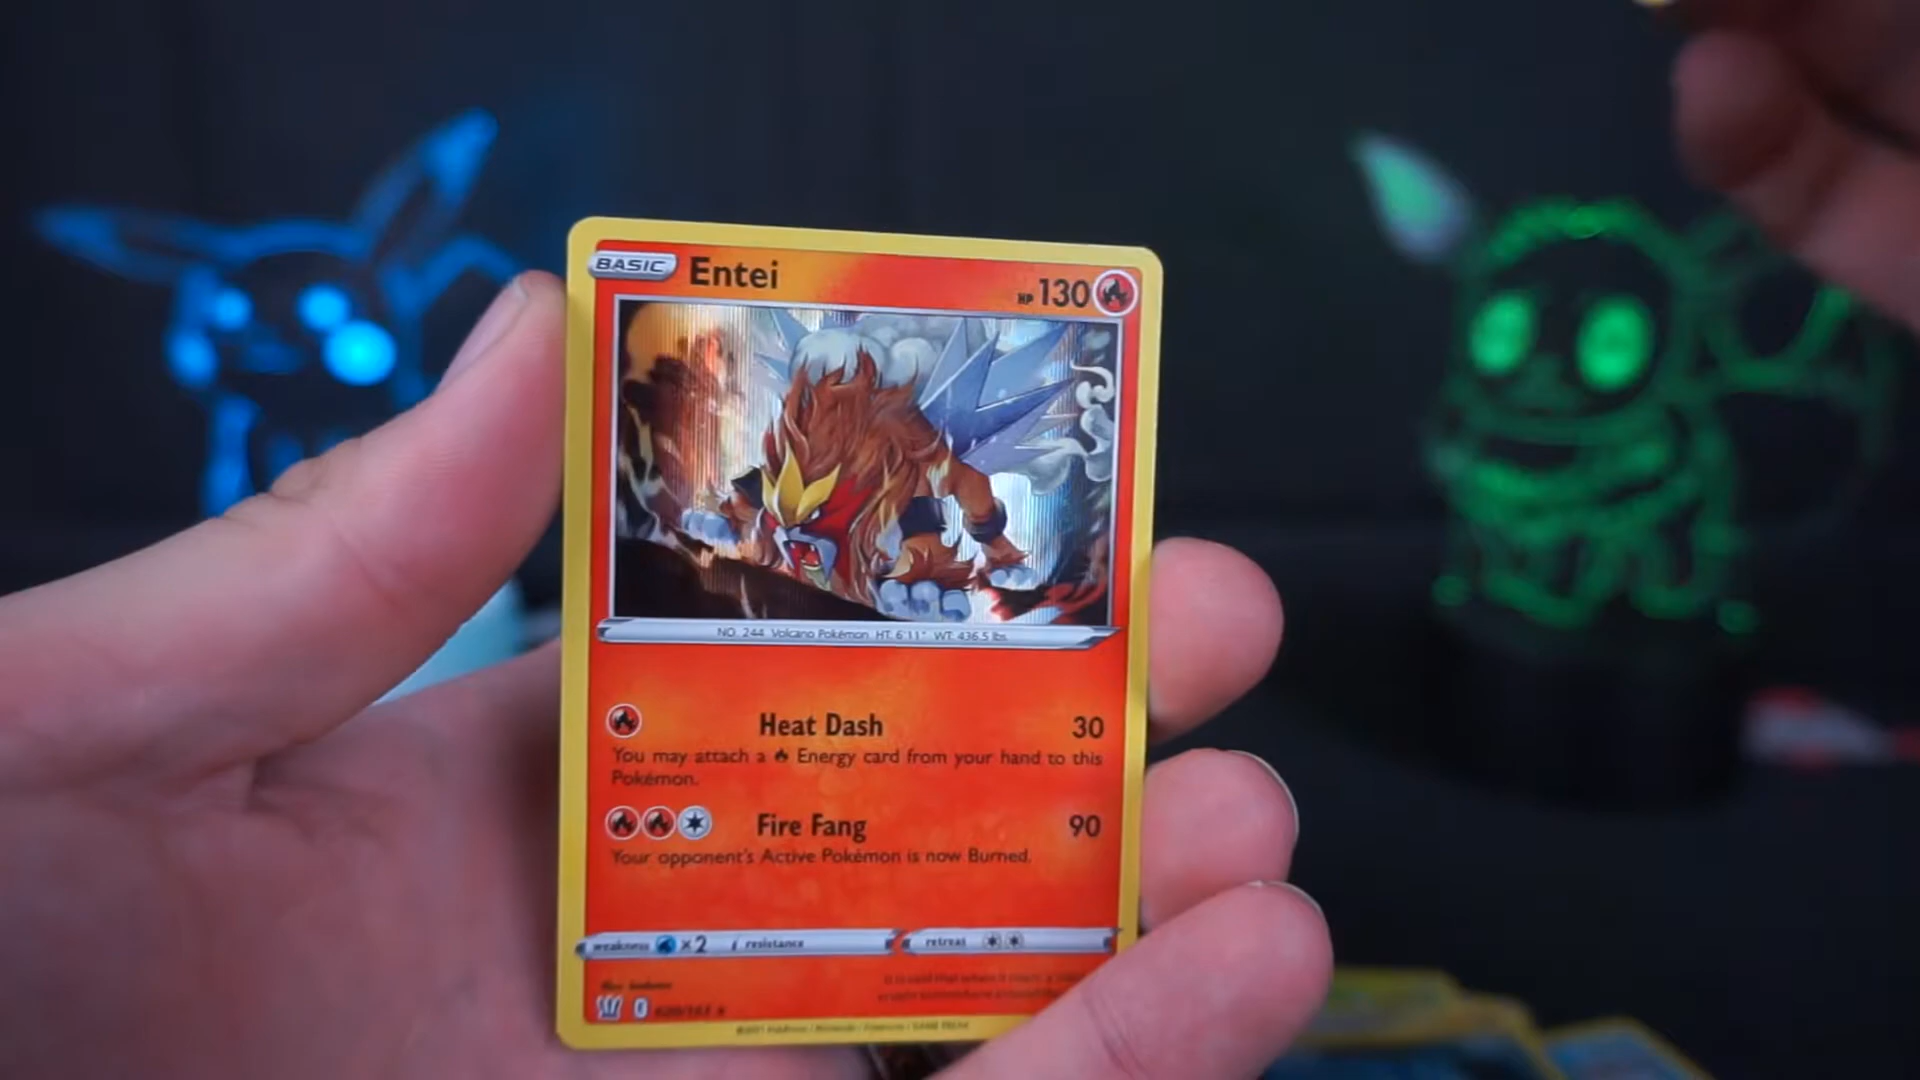 BASIC Entei HP 130
NO. 244 Volcano Pokémon HT: 6'11" WT: 436.5 lbs.
Heat Dash 30
You may attach a Energy card from your hand to this
Pokémon.
Fire Fang 90
Your opponent's Active Pokémon is now Burned.
weakness ×2 resistance retreat